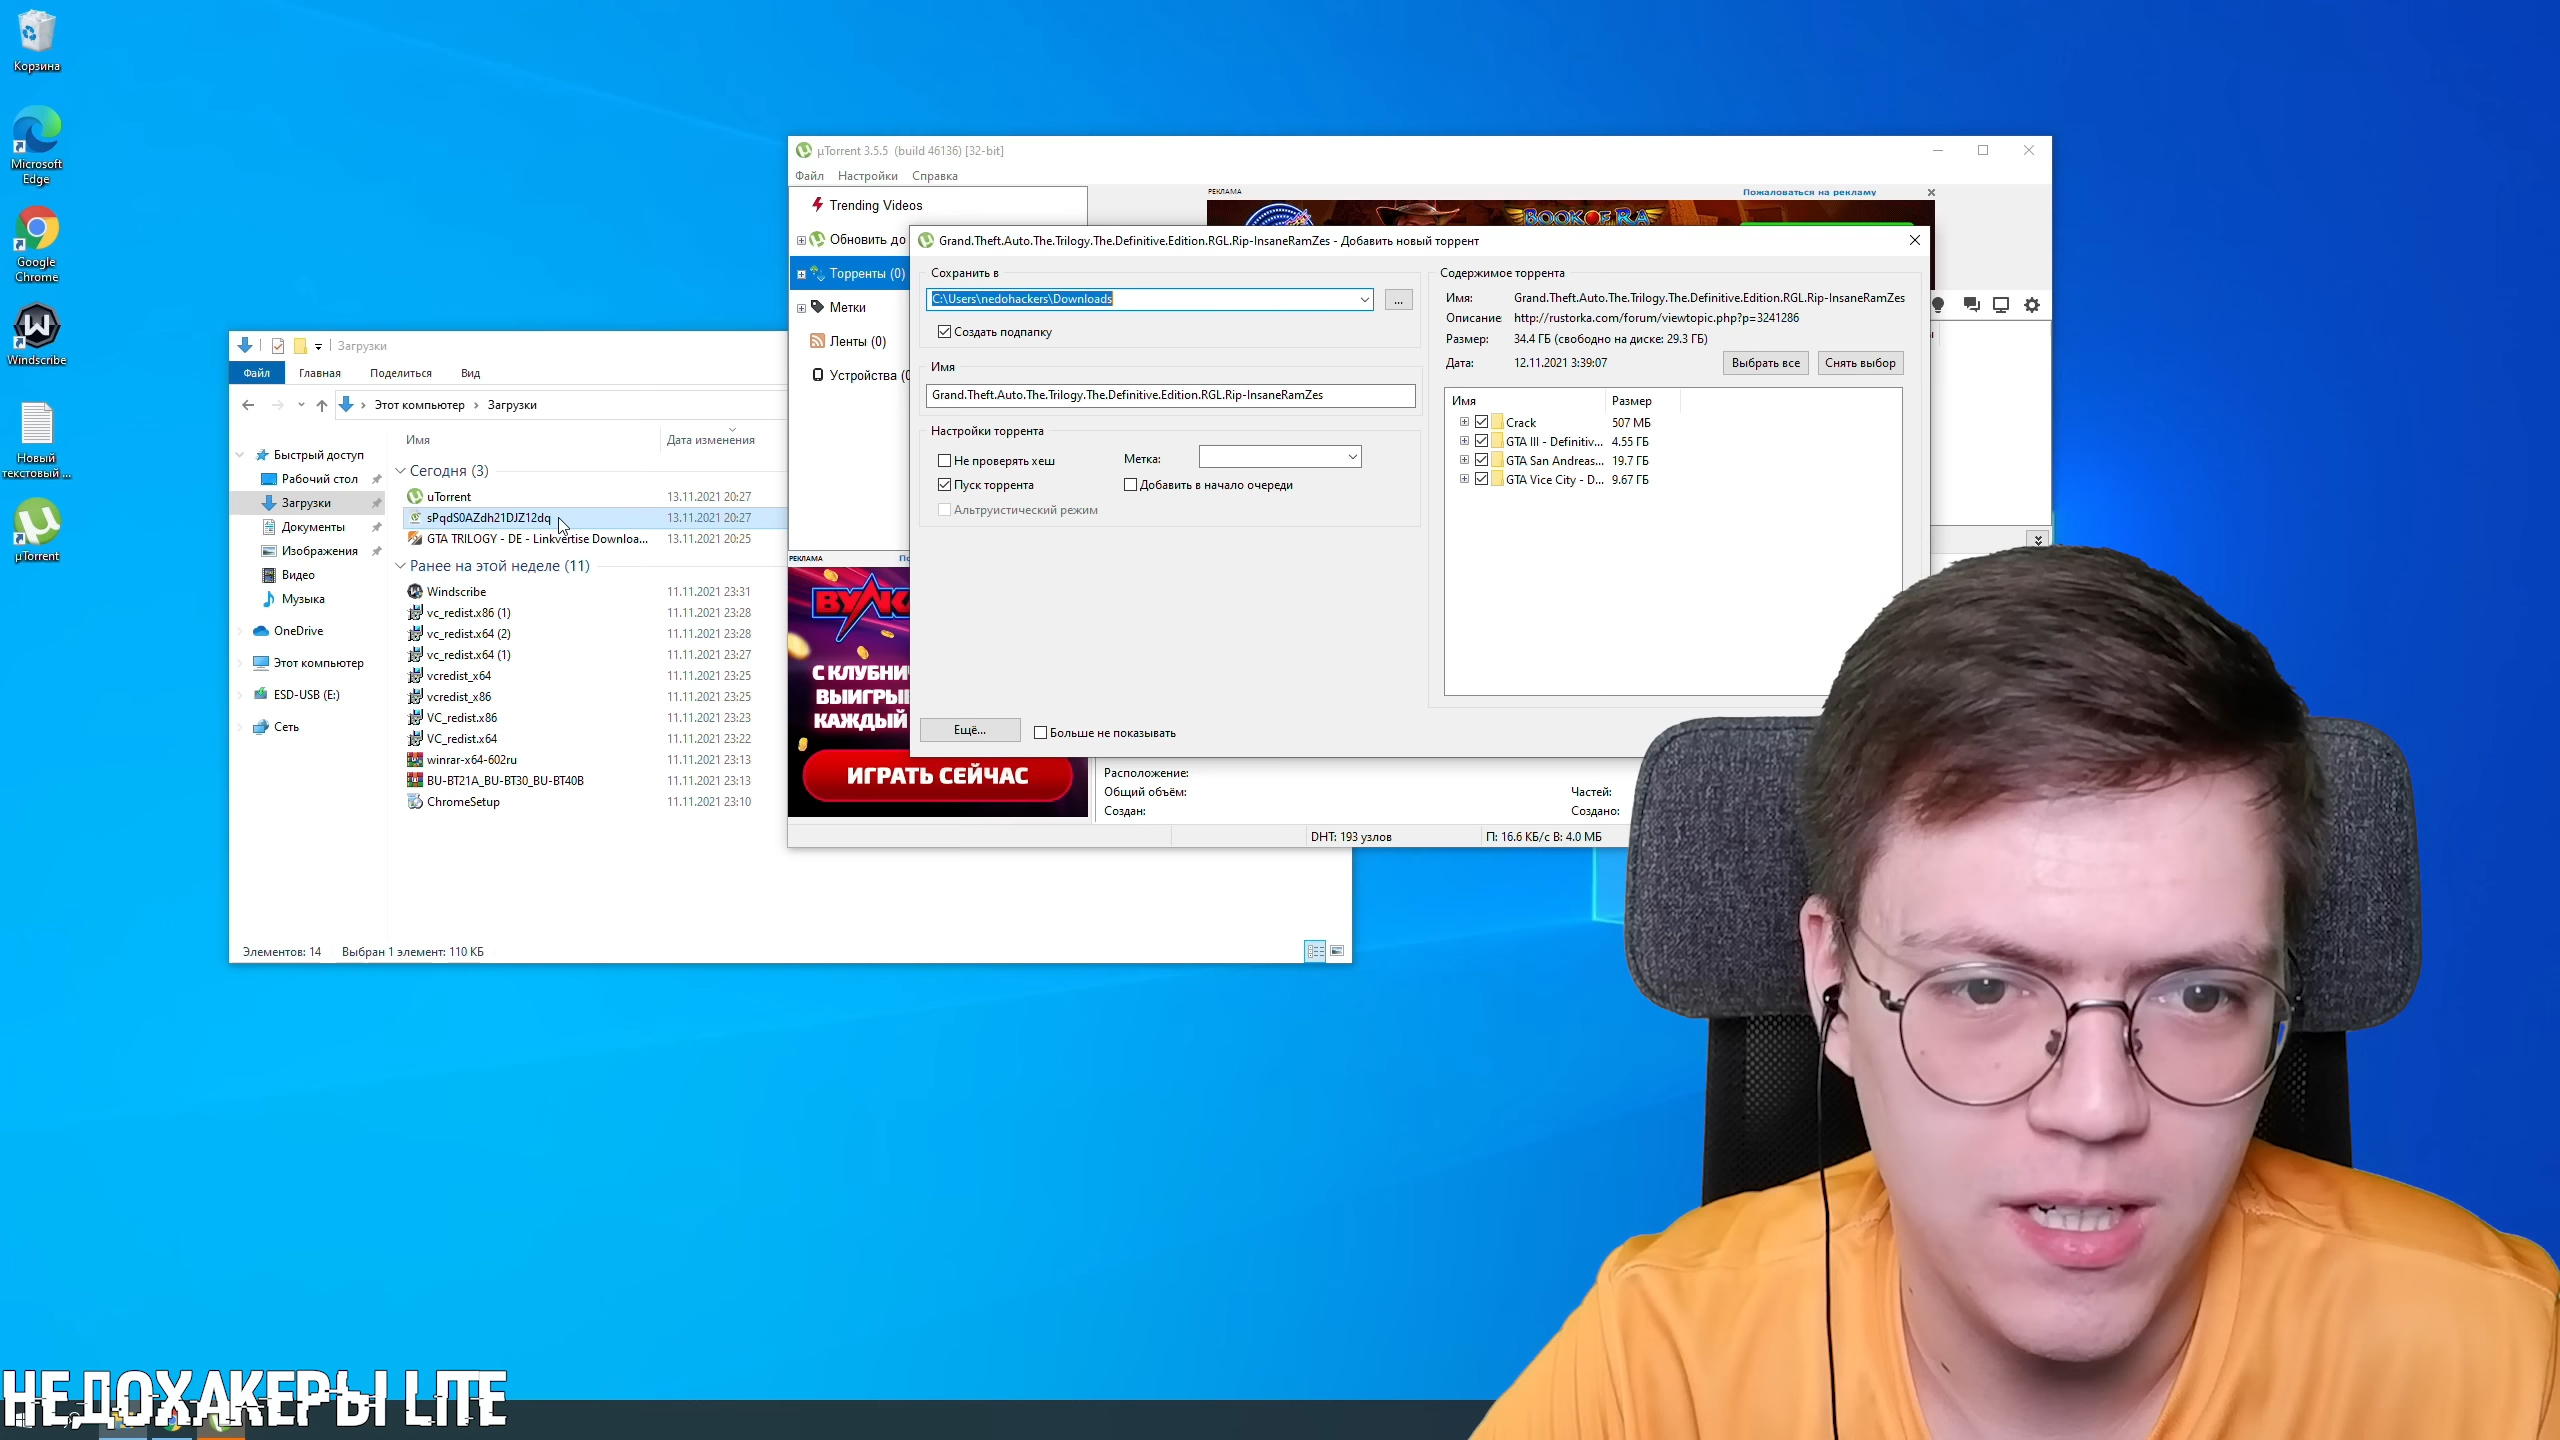 Корзина
Microsoft
Edge
Google
Chrome
Windscribe
Новый
текстовый ...
µTorrent
Загрузки
Файл
Главная
Поделиться
Вид
Этот компьютер
Загрузки
Имя
Дата изменения
Быстрый доступ
Рабочий стол
Загрузки
Документы
Изображения
Видео
Музыка
OneDrive
Этот компьютер
ESD-USB (E:)
Сеть
Сегодня (3)
uTorrent 13.11.2021 20:27
sPqdS0AZdh21DJZ12dq 13.11.2021 20:27
GTA TRILOGY - DE - Linkvertise Downloa... 13.11.2021 20:25
Ранее на этой неделе (11)
Windscribe 11.11.2021 23:31
vc_redist.x86 (1) 11.11.2021 23:28
vc_redist.x64 (2) 11.11.2021 23:28
vc_redist.x64 (1) 11.11.2021 23:27
vcredist_x64 11.11.2021 23:25
vcredist_x86 11.11.2021 23:25
VC_redist.x86 11.11.2021 23:23
VC_redist.x64 11.11.2021 23:22
winrar-x64-602ru 11.11.2021 23:13
BU-BT21A_BU-BT30_BU-BT40B 11.11.2021 23:13
ChromeSetup 11.11.2021 23:10
Элементов: 14
Выбран 1 элемент: 110 КБ
µTorrent 3.5.5 (build 46136) [32-bit]
Файл
Настройки
Справка
РЕКЛАМА
Пожаловаться на рекламу
BOOK OF RA
Trending Videos
Обновить до
Торренты (0)
Метки
Ленты (0)
Устройства (0
РЕКЛАМА
С КЛУБНИ
ВЫИГРЫ
КАЖДЫЙ
ИГРАТЬ СЕЙЧАС
Grand.Theft.Auto.The.Trilogy.The.Definitive.Edition.RGL.Rip-InsaneRamZes - Добавить новый торрент
Сохранить в
C:\Users\nedohackers\Downloads
...
Создать подпапку
Имя
Grand.Theft.Auto.The.Trilogy.The.Definitive.Edition.RGL.Rip-InsaneRamZes
Настройки торрента
Не проверять хеш
Метка:
Пуск торрента
Добавить в начало очереди
Альтруистический режим
Ещё...
Больше не показывать
Содержимое торрента
Имя: Grand.Theft.Auto.The.Trilogy.The.Definitive.Edition.RGL.Rip-InsaneRamZes
Описание http://rustorka.com/forum/viewtopic.php?p=3241286
Размер: 34.4 ГБ (свободно на диске: 29.3 ГБ)
Дата: 12.11.2021 3:39:07
Выбрать все
Снять выбор
Имя Размер
Crack 507 МБ
GTA III - Definitiv... 4.55 ГБ
GTA San Andreas... 19.7 ГБ
GTA Vice City - D... 9.67 ГБ
Расположение:
Общий объём:
Частей:
Создан:
Создано:
DHT: 193 узлов
П: 16.6 КБ/с В: 4.0 МБ
НЕДОХАКЕРЫ LITE